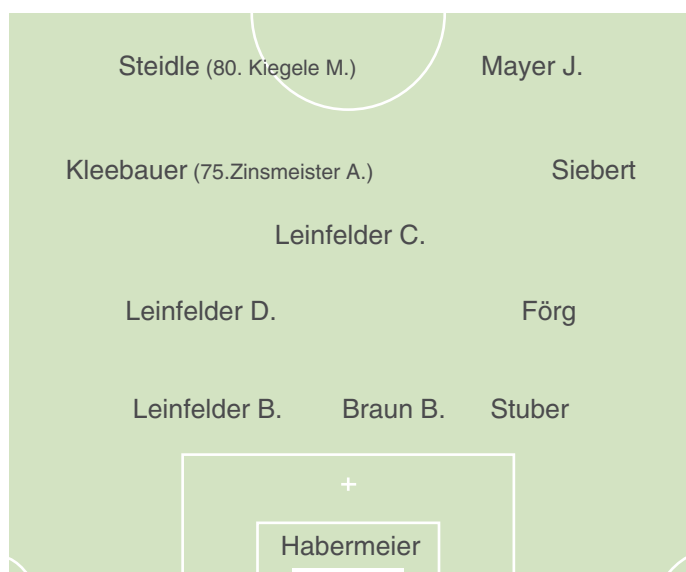 Steidle (80. Kiegele M.) Mayer J.
Kleebauer (75.Zinsmeister A.) Siebert
Leinfelder C.
Leinfelder D. Förg
Leinfelder B. Braun B. Stuber
Habermeier